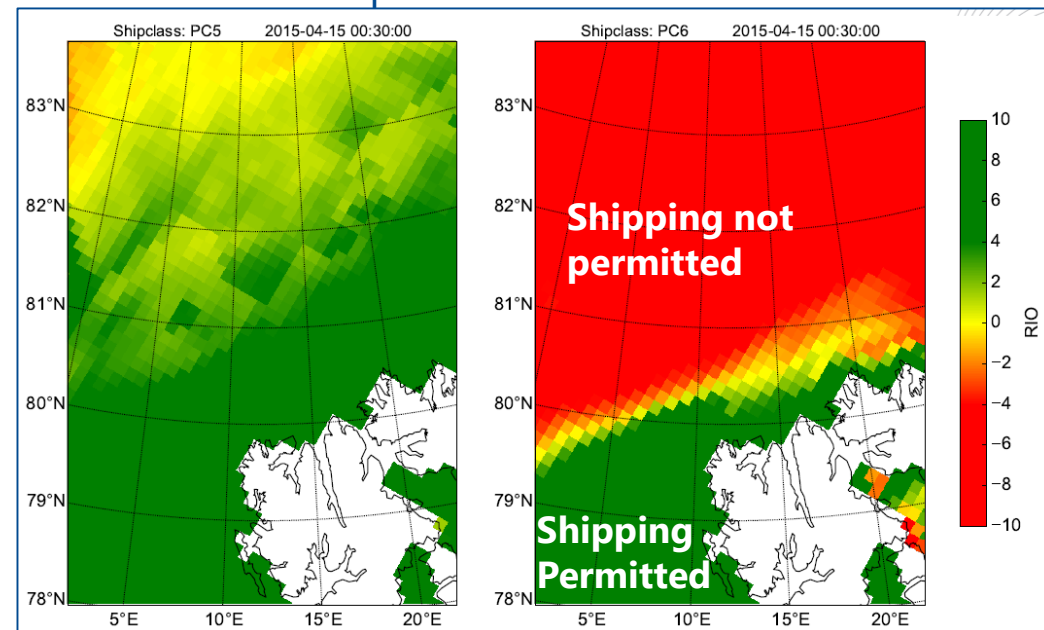 Shipclass: PC5 2015-04-15 00:30:00
83°N
82°N
81°N
80°N
79°N
78°N
5°E 10°E 15°E 20°E
Shipclass: PC6 2015-04-15 00:30:00
83°N
82°N
81°N
80°N
79°N
78°N
Shipping not
permitted
Shipping
Permitted
5°E 10°E 15°E 20°E
10
8
6
4
2
0
−2
−4
−6
−8
−10
RIO